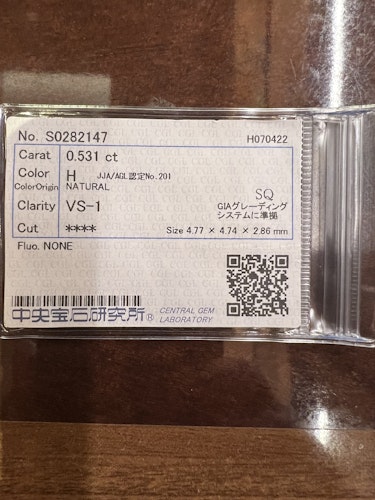 No. S0282147 H070422
Carat 0.531 ct
Color H JJA/AGL認定No.201
ColorOrigin NATURAL
SQ
Clarity VS-1 GIAグレーディング
システムに準拠
Cut **** Size 4.77 × 4.74 × 2.86 mm
Fluo. NONE
中央宝石研究所® CENTRAL GEM
LABORATORY